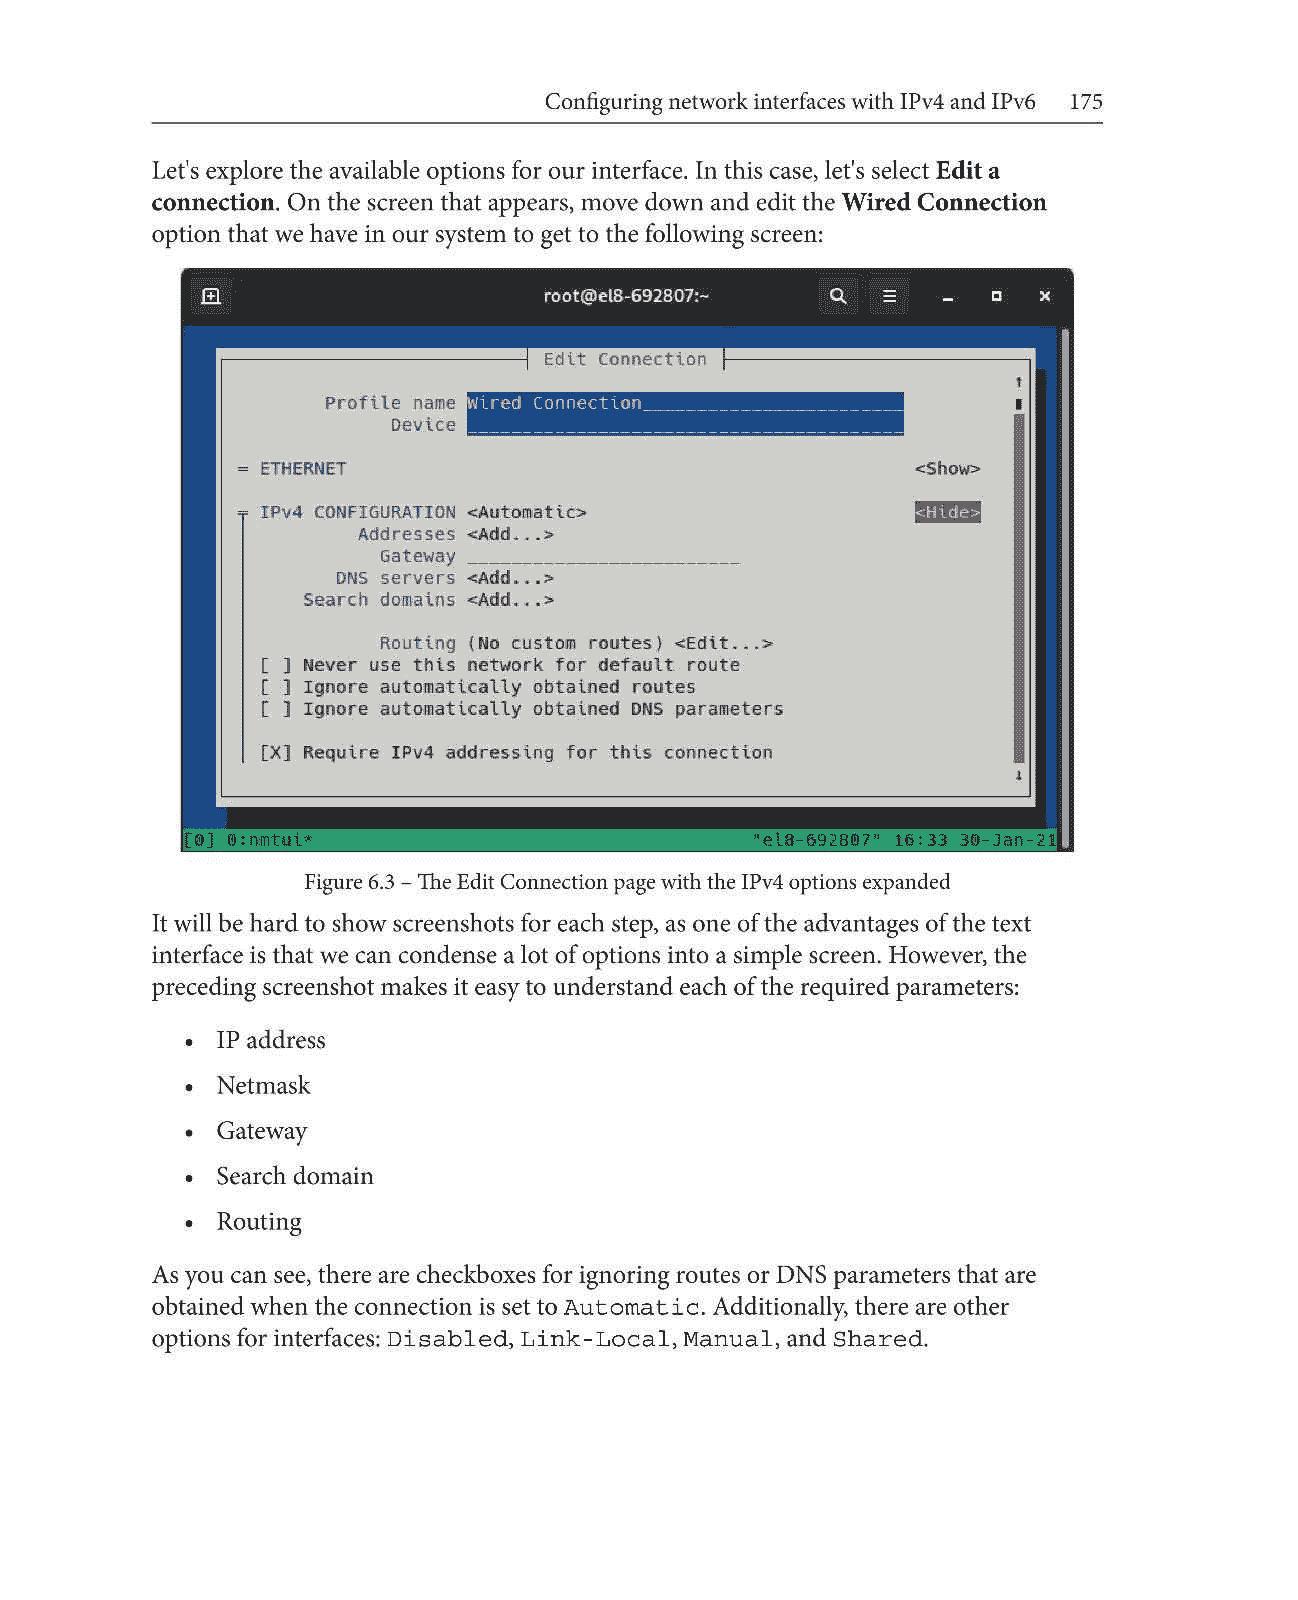 Configuring network interfaces with IPv4 and IPv6 175
Let's explore the available options for our interface. In this case, let's select Edit a
connection. On the screen that appears, move down and edit the Wired Connection
option that we have in our system to get to the following screen:
root@el8-692807:~
Edit Connection
Profile name Wired Connection________________________
Device ________________________________________
= ETHERNET <Show>
╤ IPv4 CONFIGURATION <Automatic> <Hide>
Addresses <Add...>
Gateway _________________________
DNS servers <Add...>
Search domains <Add...>
Routing (No custom routes) <Edit...>
[ ] Never use this network for default route
[ ] Ignore automatically obtained routes
[ ] Ignore automatically obtained DNS parameters
[X] Require IPv4 addressing for this connection
[0] 0:nmtui* "el8-692807" 16:33 30-Jan-21
Figure 6.3 – The Edit Connection page with the IPv4 options expanded
It will be hard to show screenshots for each step, as one of the advantages of the text
interface is that we can condense a lot of options into a simple screen. However, the
preceding screenshot makes it easy to understand each of the required parameters:
• IP address
• Netmask
• Gateway
• Search domain
• Routing
As you can see, there are checkboxes for ignoring routes or DNS parameters that are
obtained when the connection is set to Automatic. Additionally, there are other
options for interfaces: Disabled, Link-Local, Manual, and Shared.